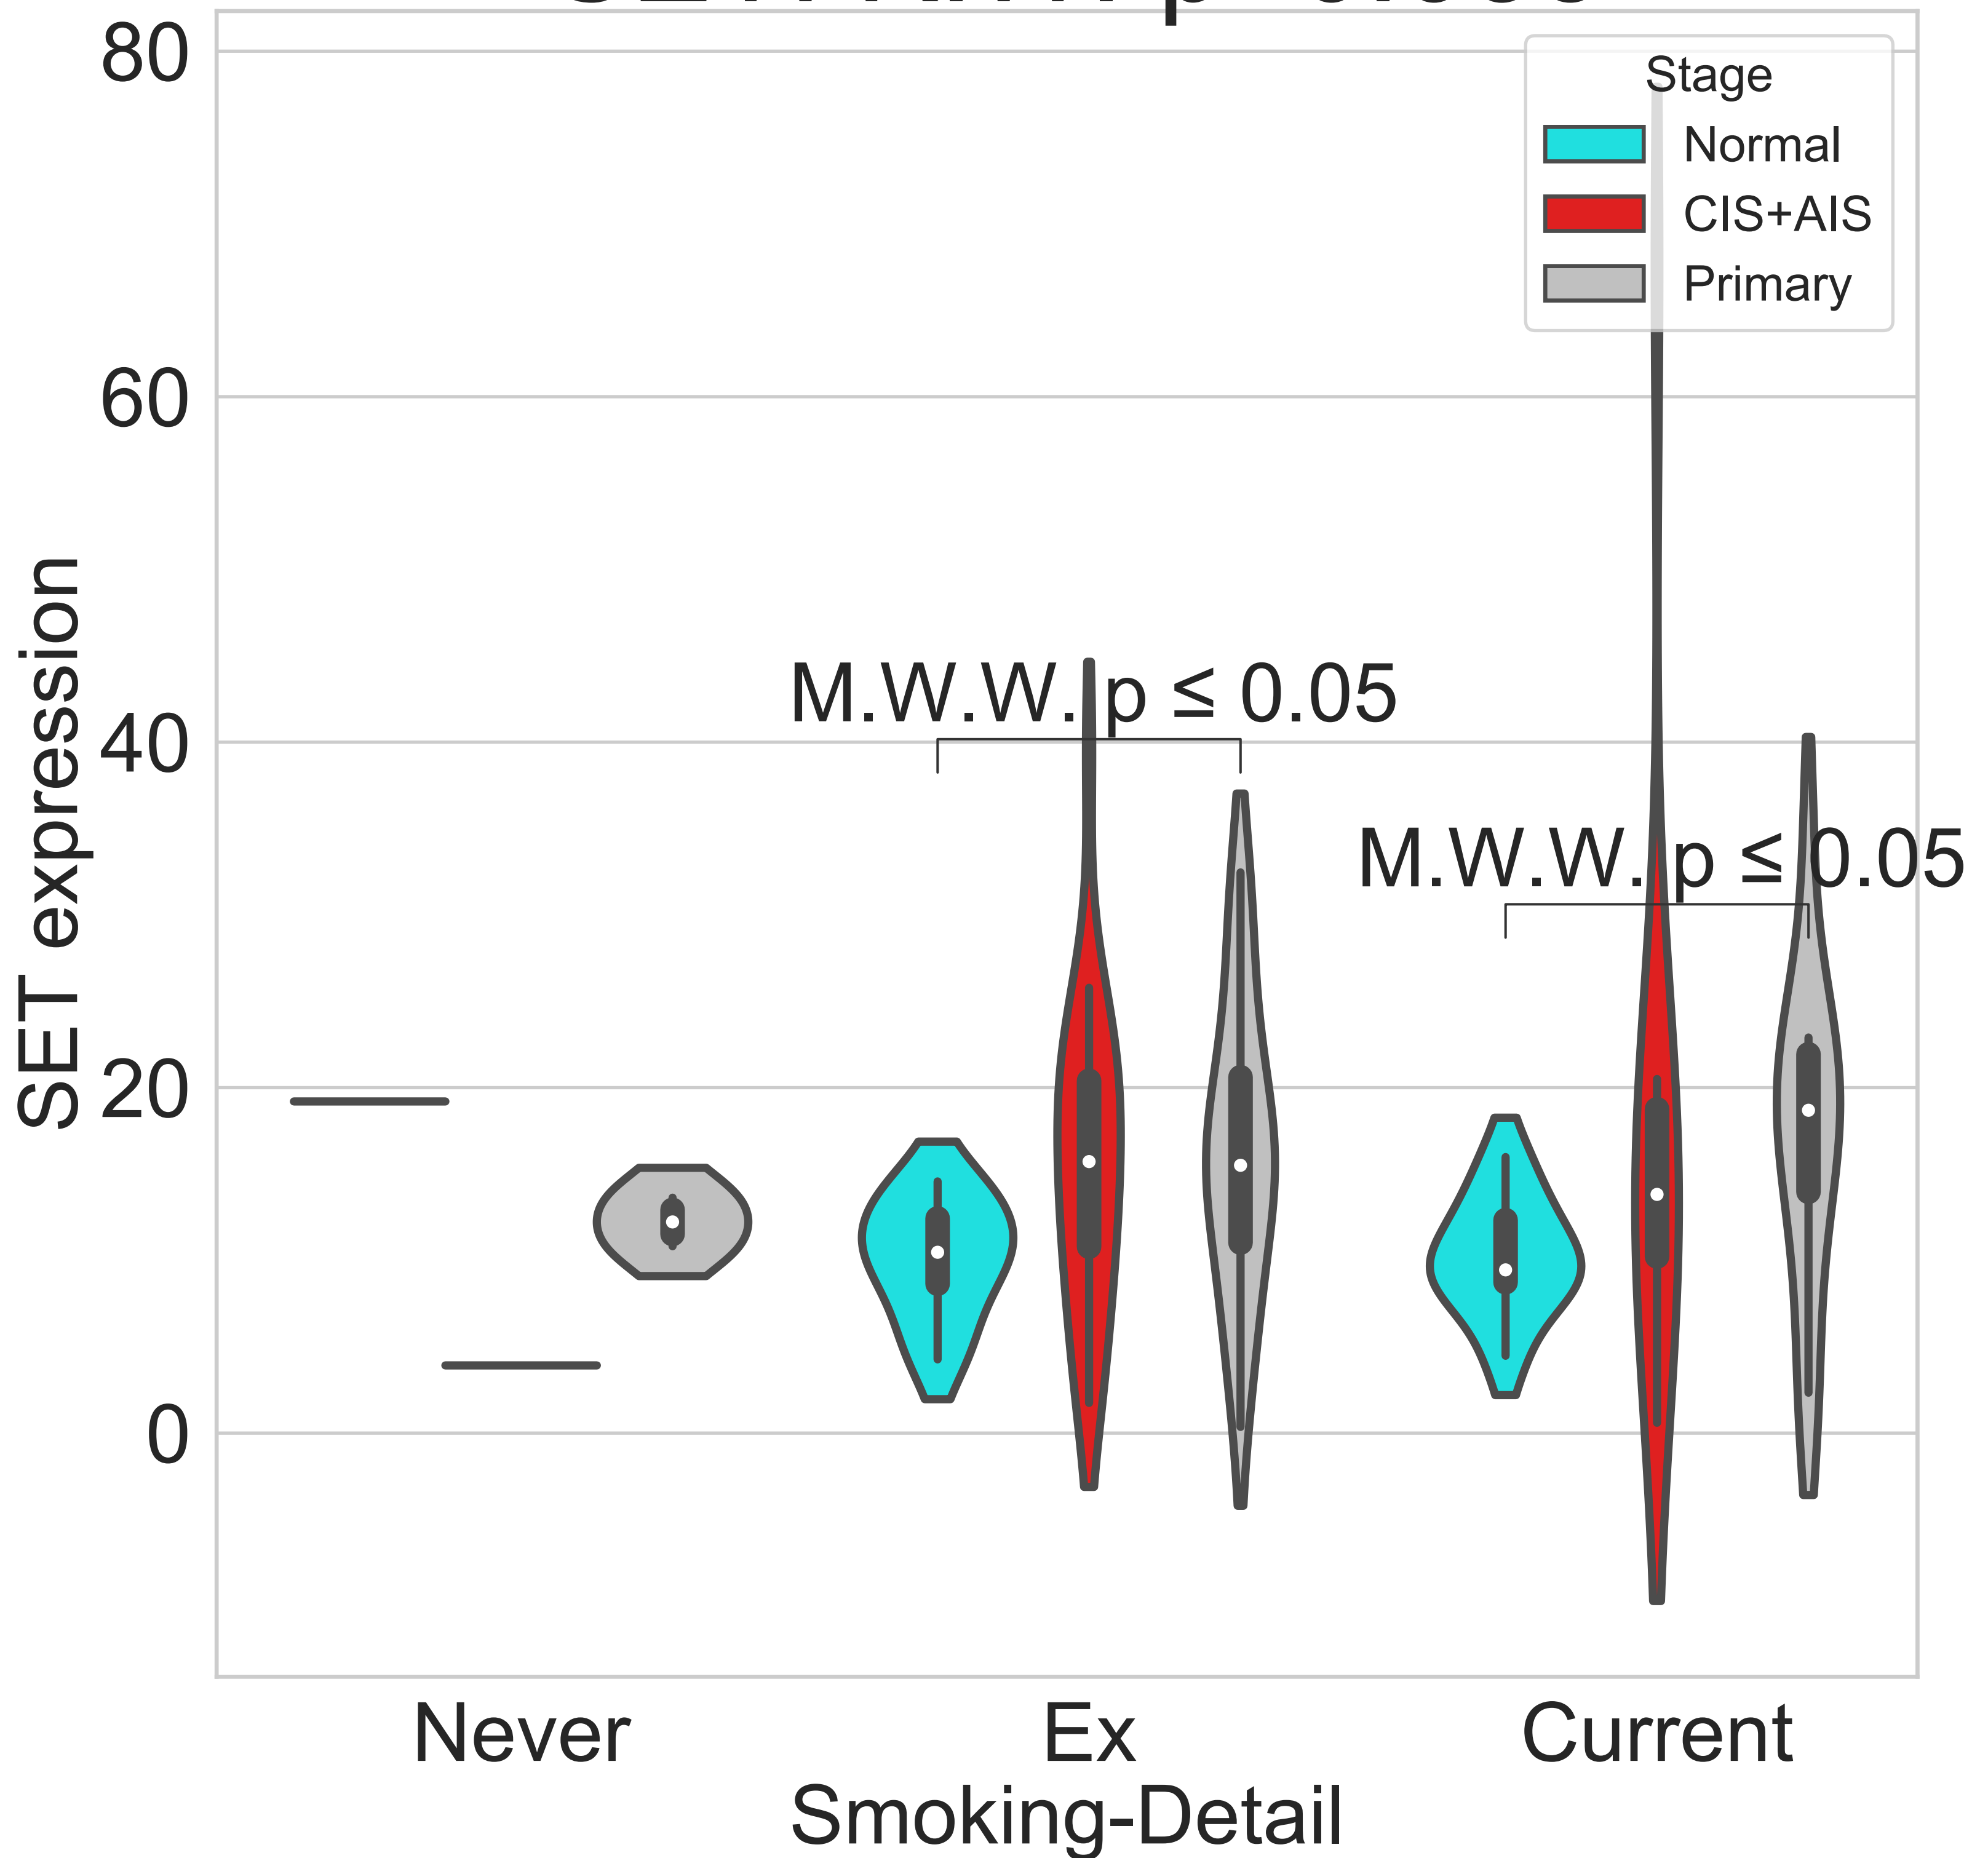 80
Stage
Normal
CIS+AIS
Primary
60
M.W.W. p ≤ 0.05
40
M.W.W. p ≤ 0.05
SET expression
20
0
Never
Ex
Current
Smoking-Detail